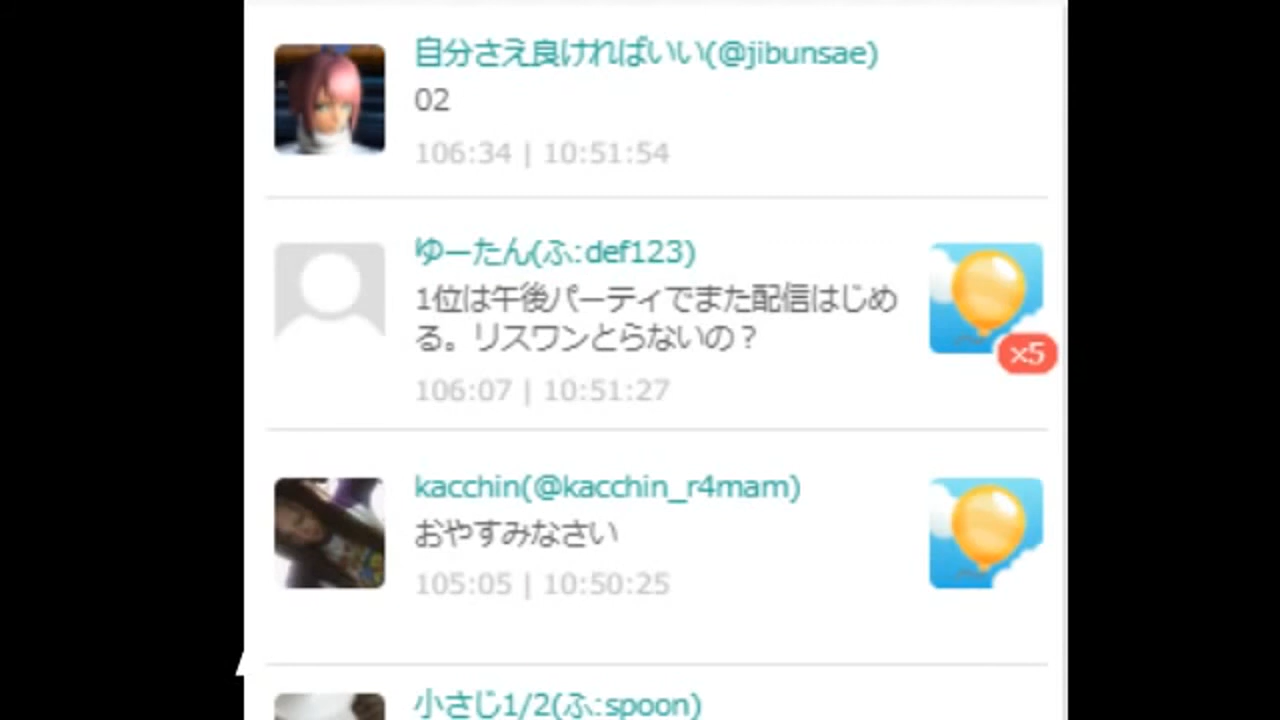 自分さえ良ければいい(@jibunsae)
02
106:34 | 10:51:54
ゆーたん(ふ:def123)
1位は午後パーティでまた配信はじめ
る。リスワンとらないの？
x5
106:07 | 10:51:27
kacchin(@kacchin_r4mam)
おやすみなさい
105:05 | 10:50:25
小さじ1/2(ふ:spoon)